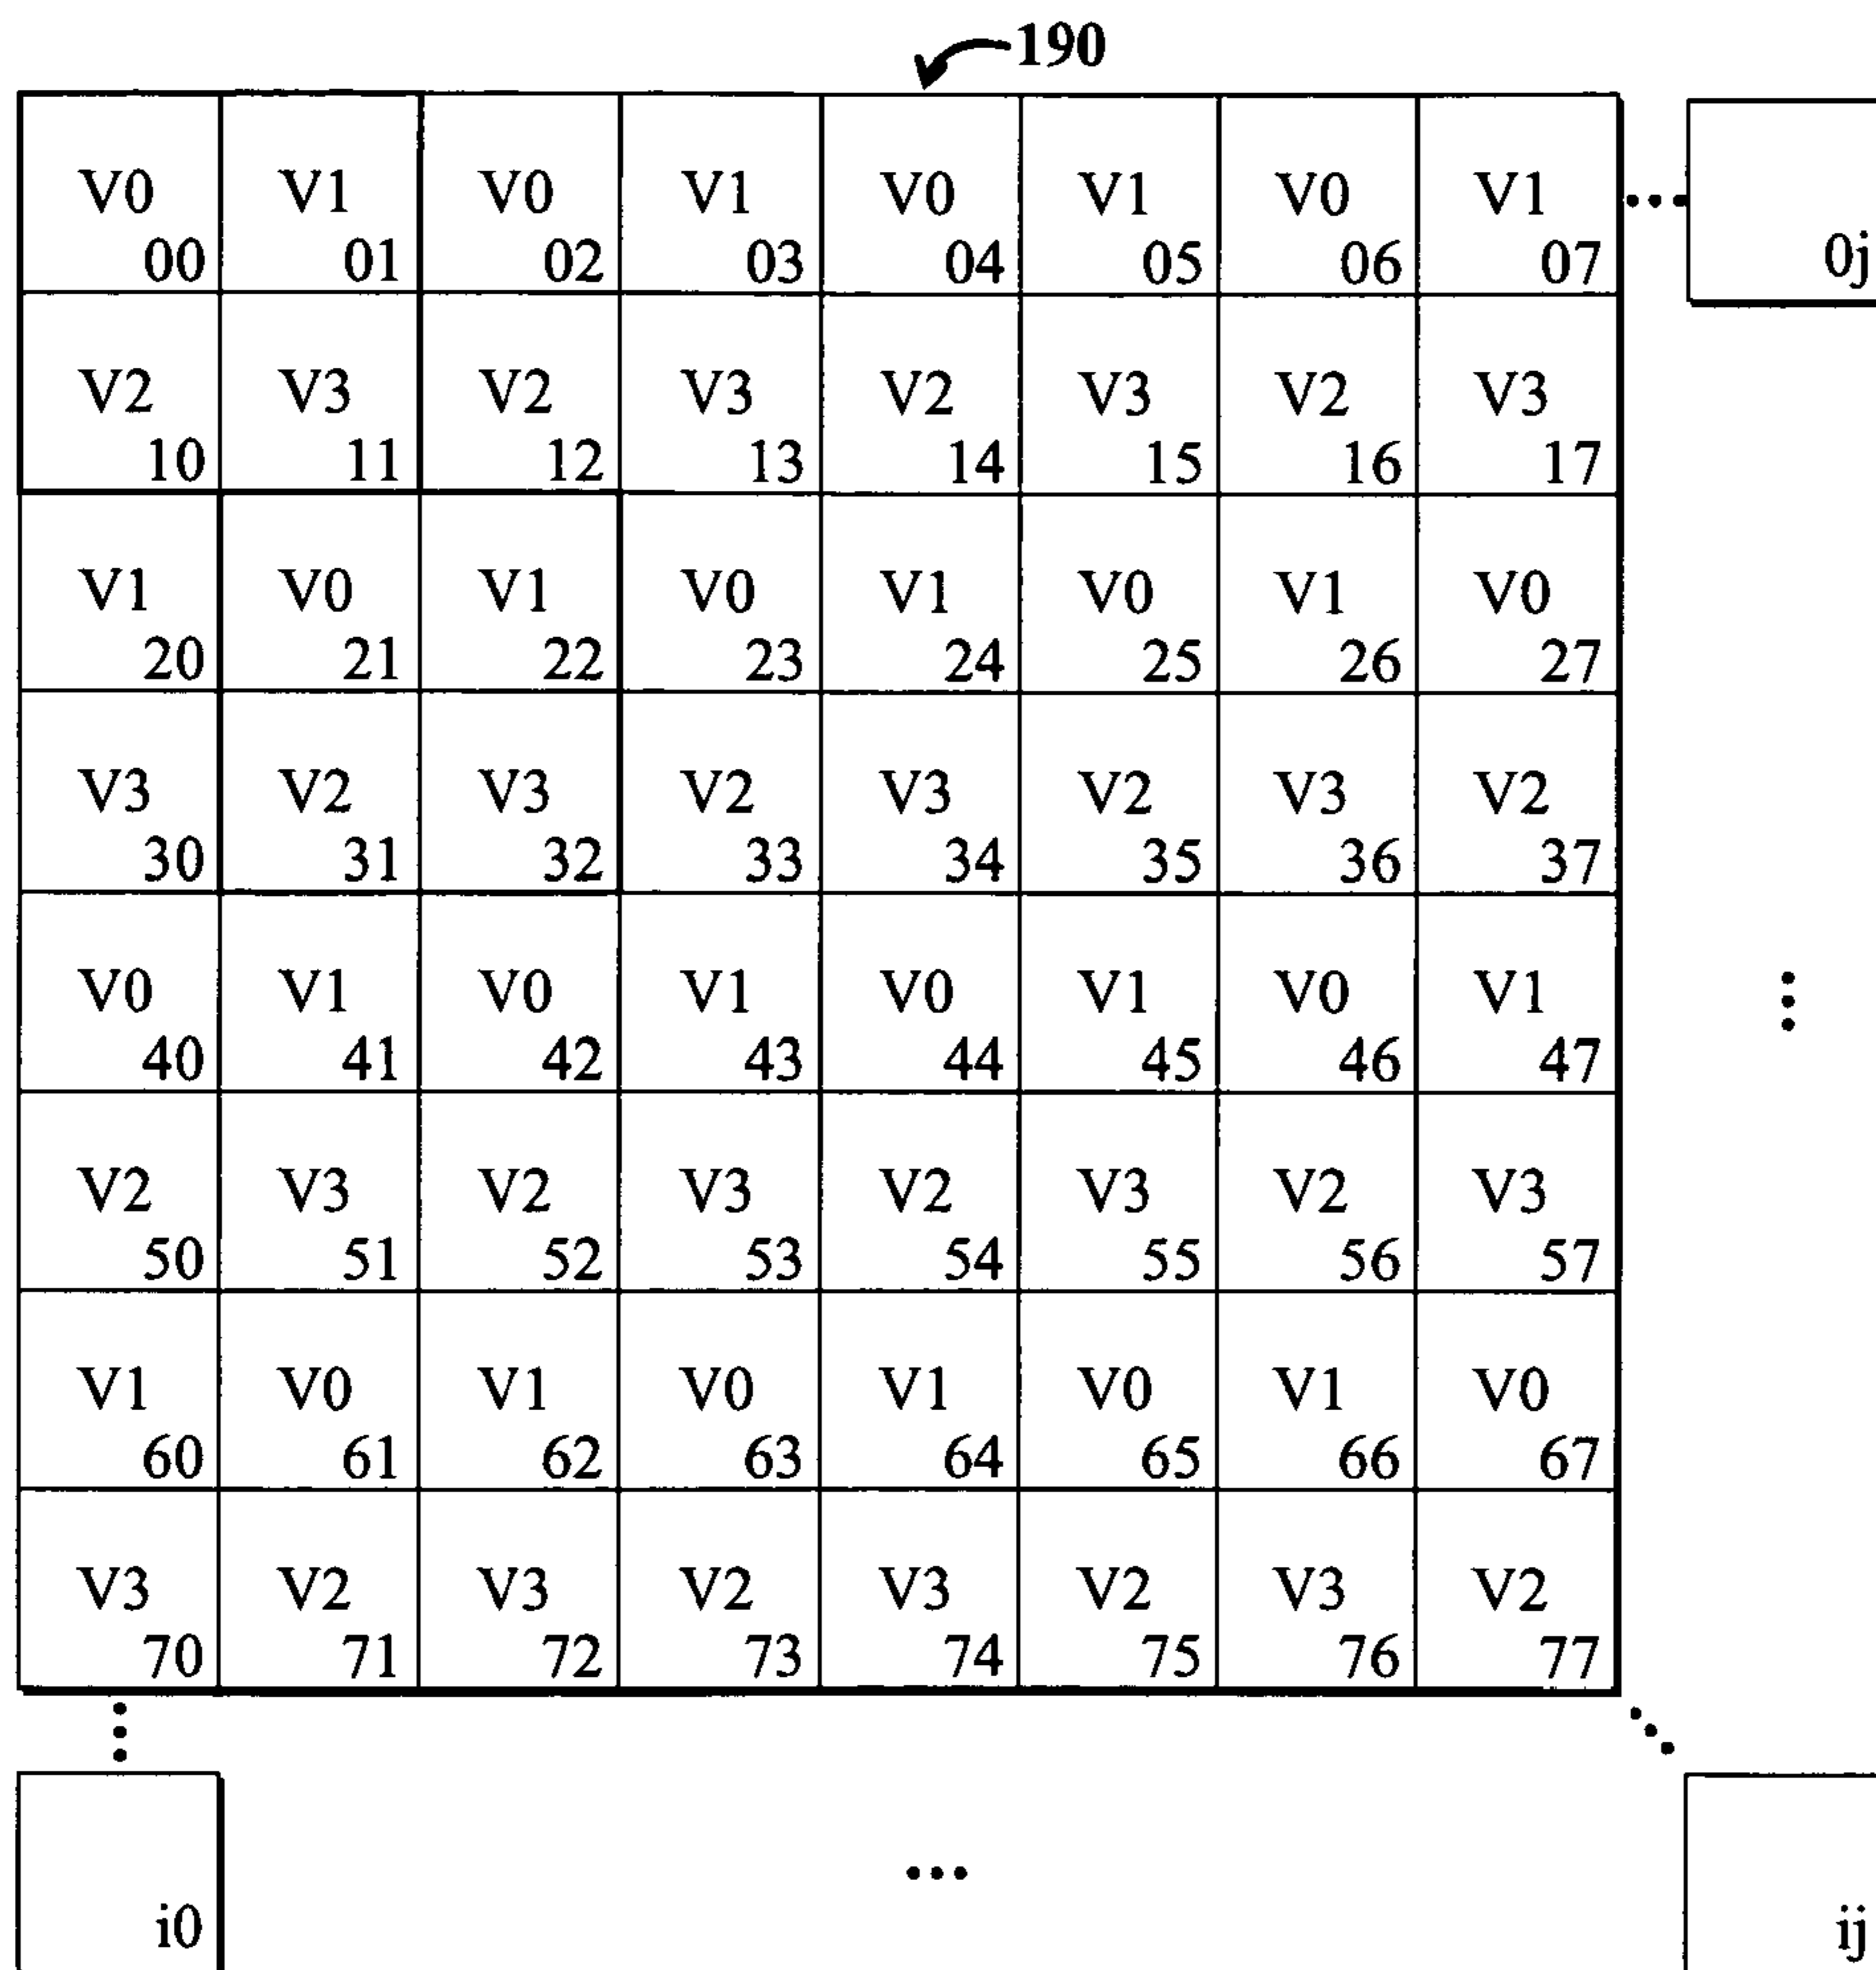 190
V0 V1 V0 V1 V0 V1 V0 V1
00 01 02 03 04 05 06 07 0j
V2 V3 V2 V3 V2 V3 V2 V3
10 11 12 13 14 15 16 17
V1 V0 V1 V0 V1 V0 V1 V0
20 21 22 23 24 25 26 27
V3 V2 V3 V2 V3 V2 V3 V2
30 31 32 33 34 35 36 37
V0 V1 V0 V1 V0 V1 V0 V1
40 41 42 43 44 45 46 47
V2 V3 V2 V3 V2 V3 V2 V3
50 51 52 53 54 55 56 57
V1 V0 V1 V0 V1 V0 V1 V0
60 61 62 63 64 65 66 67
V3 V2 V3 V2 V3 V2 V3 V2
70 71 72 73 74 75 76 77
i0 ij